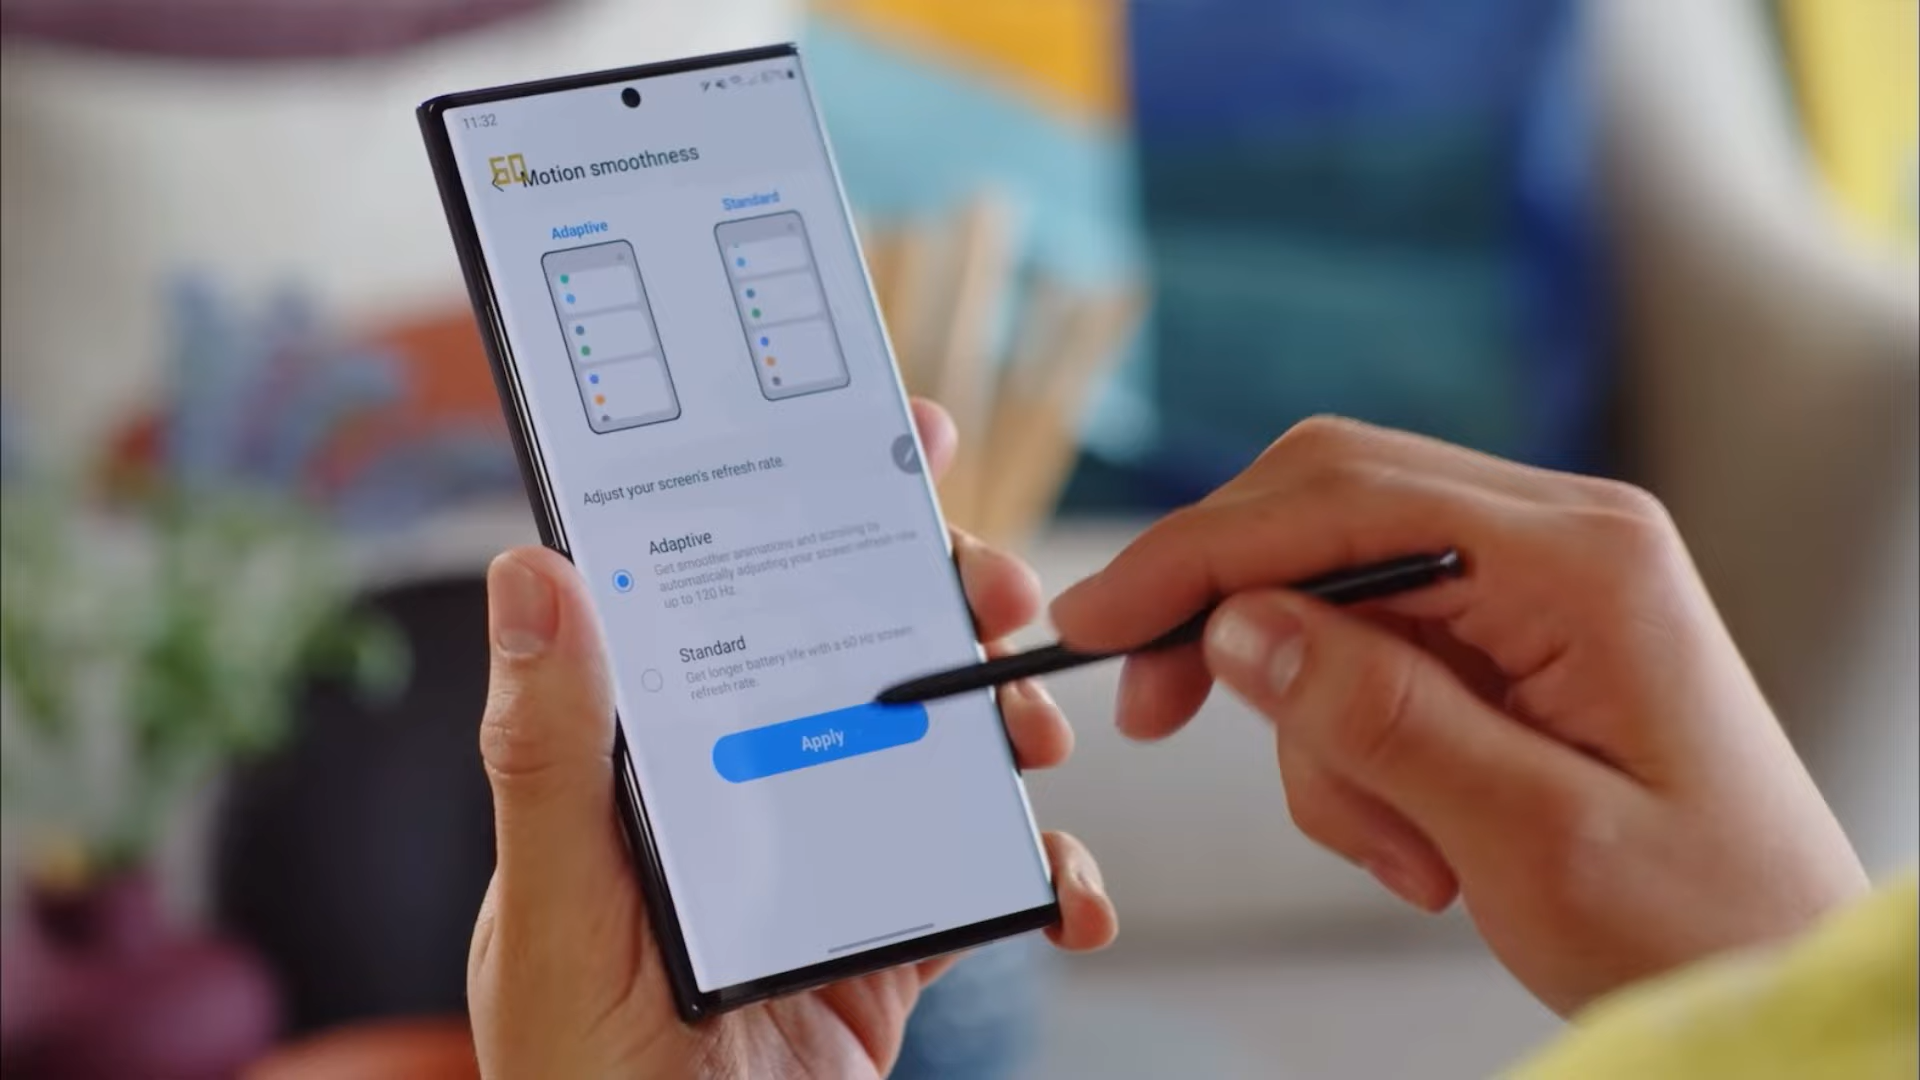 11:32
67%
60
Motion smoothness
Adaptive
Standard
Adjust your screen's refresh rate.
Adaptive
Get smoother animations and scrolling by
automatically adjusting your screen refresh rate
up to 120 Hz.
Standard
Get longer battery life with a 60 Hz screen
refresh rate.
Apply